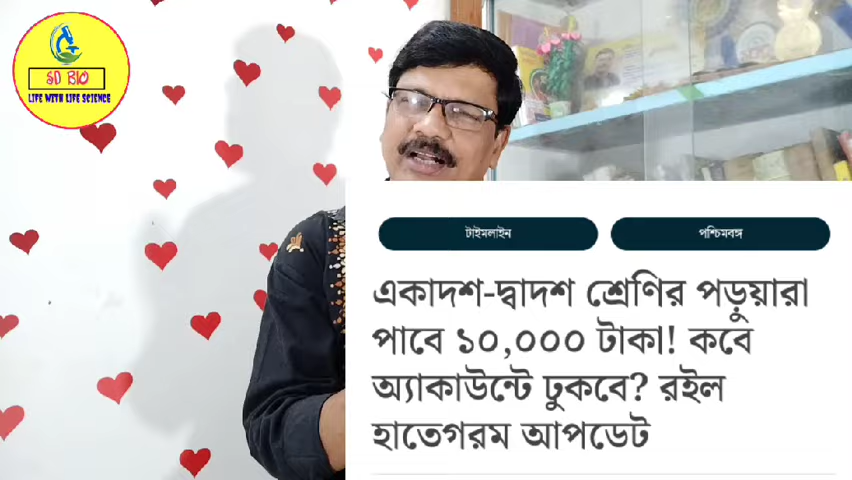 SD BIO
LIFE WITH LIFE SCIENCE
টাইমলাইন
পশ্চিমবঙ্গ
একাদশ-দ্বাদশ শ্রেণির পড়ুয়ারা
পাবে ১০,০০০ টাকা! কবে
অ্যাকাউন্টে ঢুকবে? রইল
হাতেগরম আপডেট